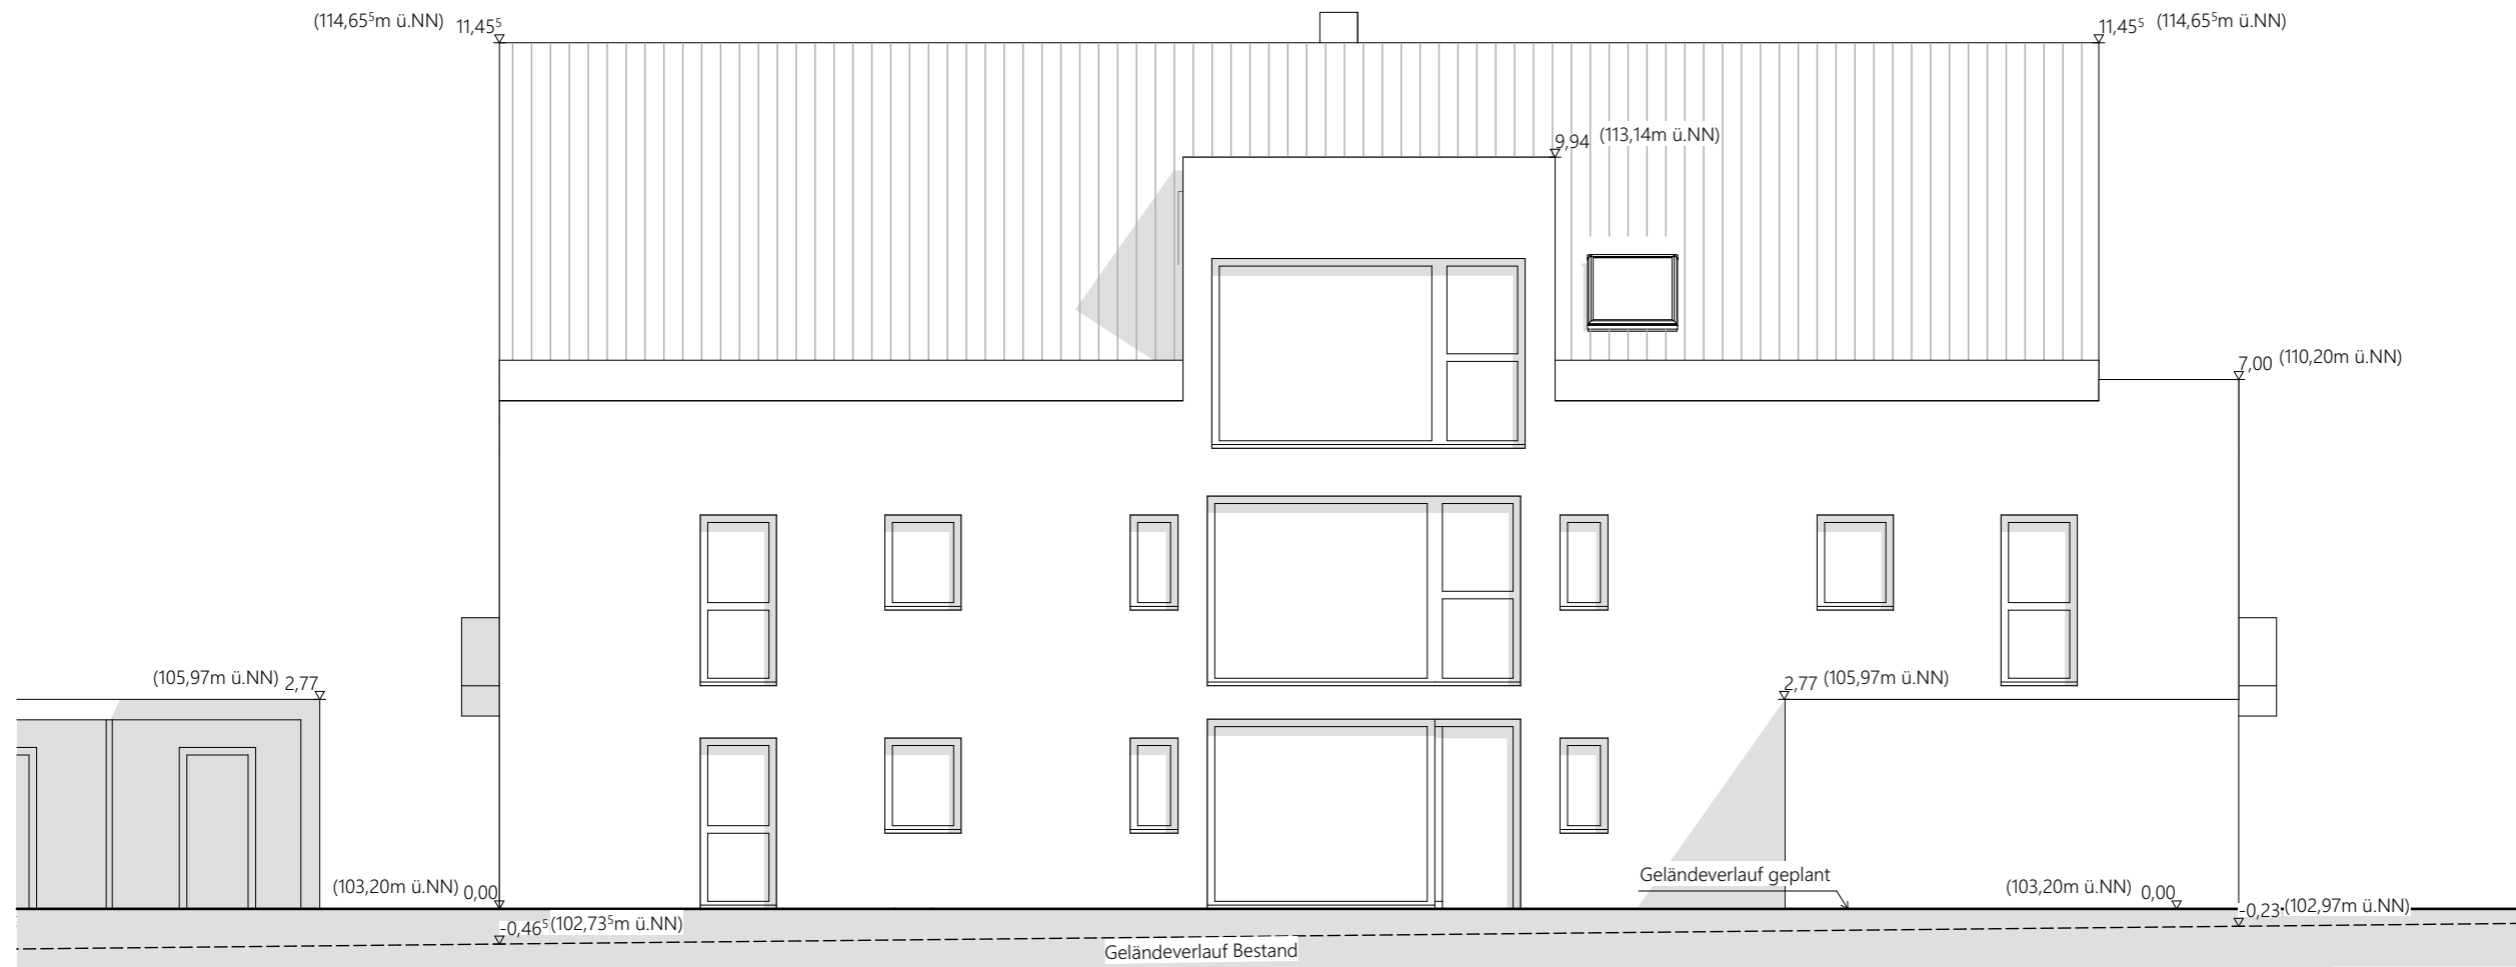 (114,65⁵m ü.NN) 11,45⁵
11,45⁵ (114,65⁵m ü.NN)
9,94 (113,14m ü.NN)
7,00 (110,20m ü.NN)
(105,97m ü.NN) 2,77
2,77 (105,97m ü.NN)
Geländeverlauf geplant
(103,20m ü.NN) 0,00
(103,20m ü.NN) 0,00
-0,46⁵ (102,73⁵m ü.NN)
-0,23 (102,97m ü.NN)
Geländeverlauf Bestand